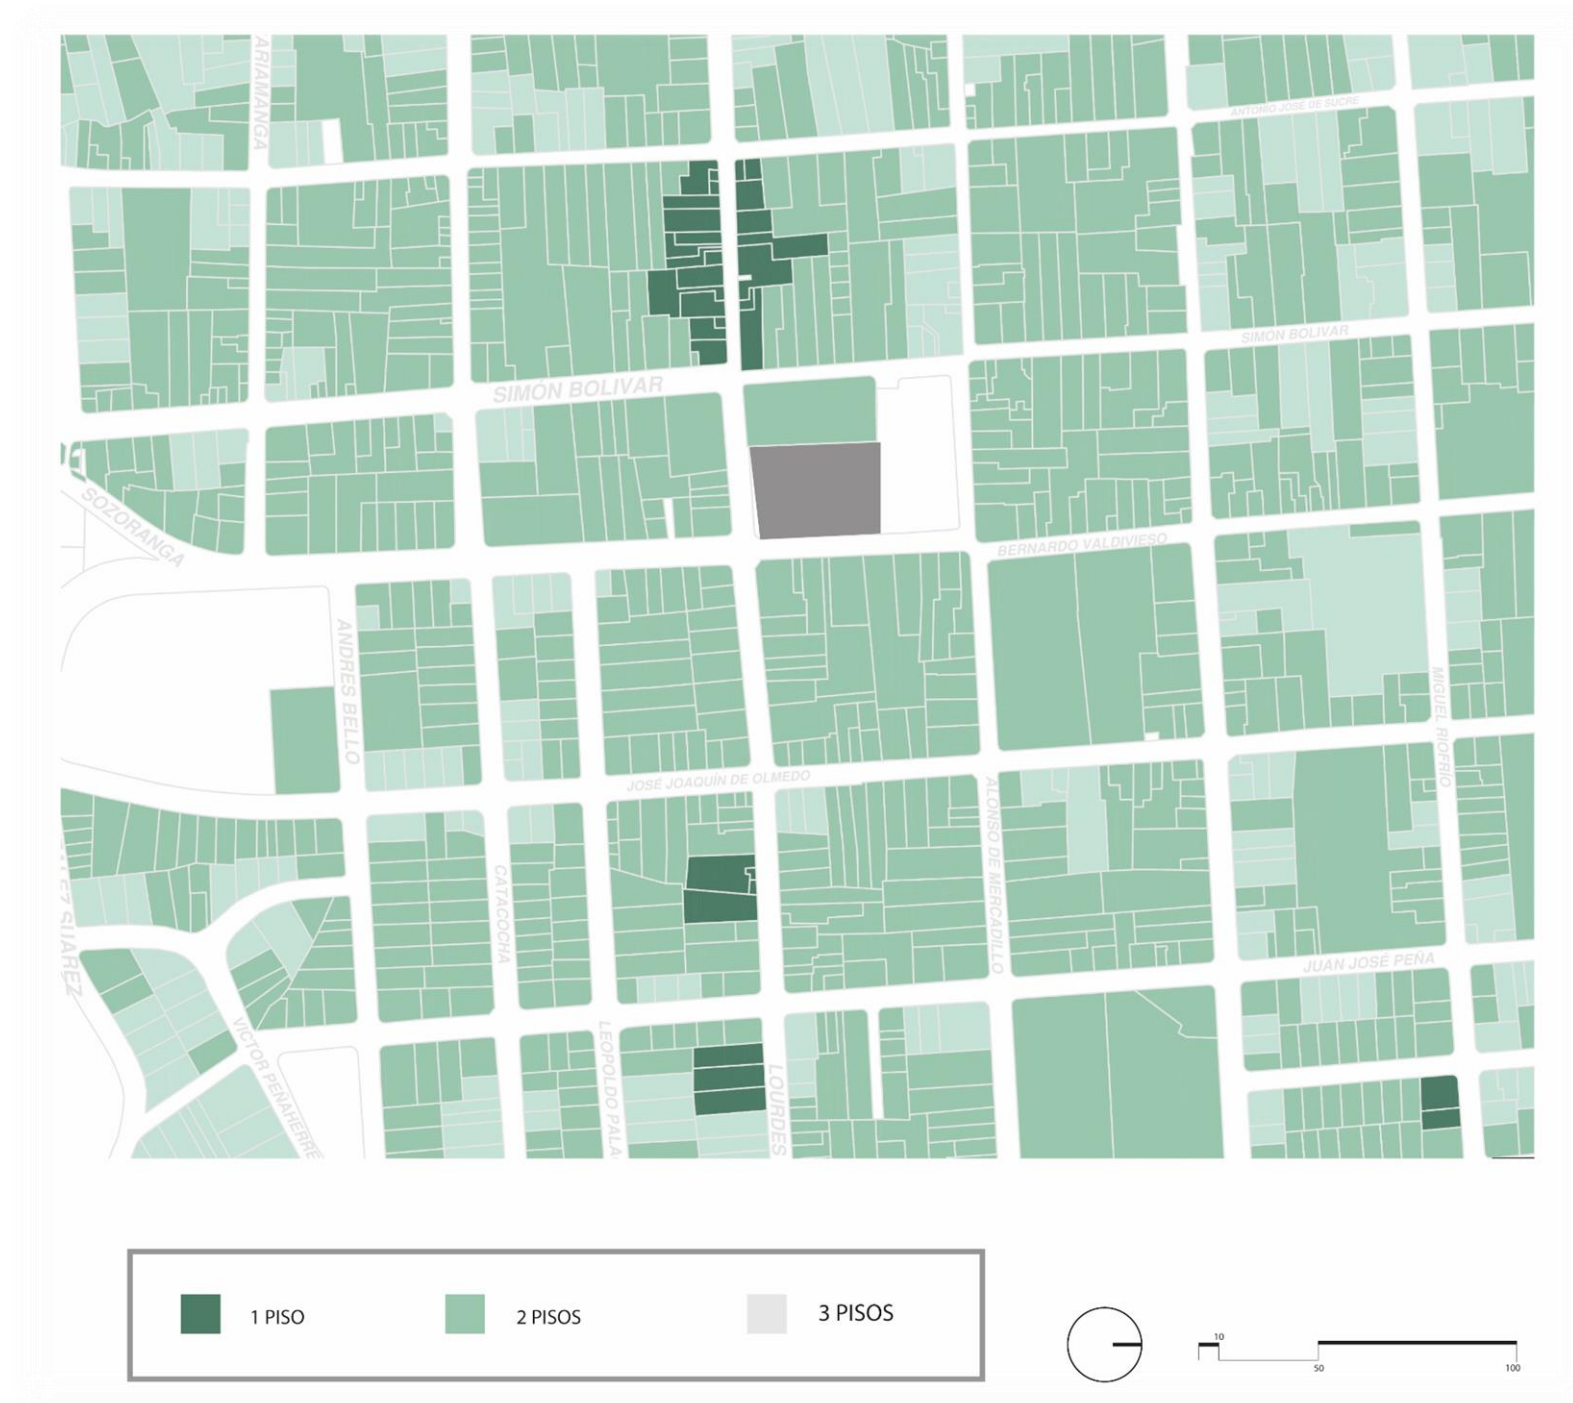 ARIAMANGA
ANTONIO JOSÉ DE SUCRE
SIMÓN BOLIVAR
SIMÓN BOLIVAR
SOZORANGA
BERNARDO VALDIVIESO
ANDRES BELLO
MIGUEL RIOFRÍO
JOSÉ JOAQUÍN DE OLMEDO
ALONSO DE MERCADILLO
CATACOCHA
SUAREZ
JUAN JOSÉ PEÑA
VICTOR PEÑAHERRE
LEOPOLDO PALA
LOURDES
1 PISO
2 PISOS
3 PISOS
10
50
100